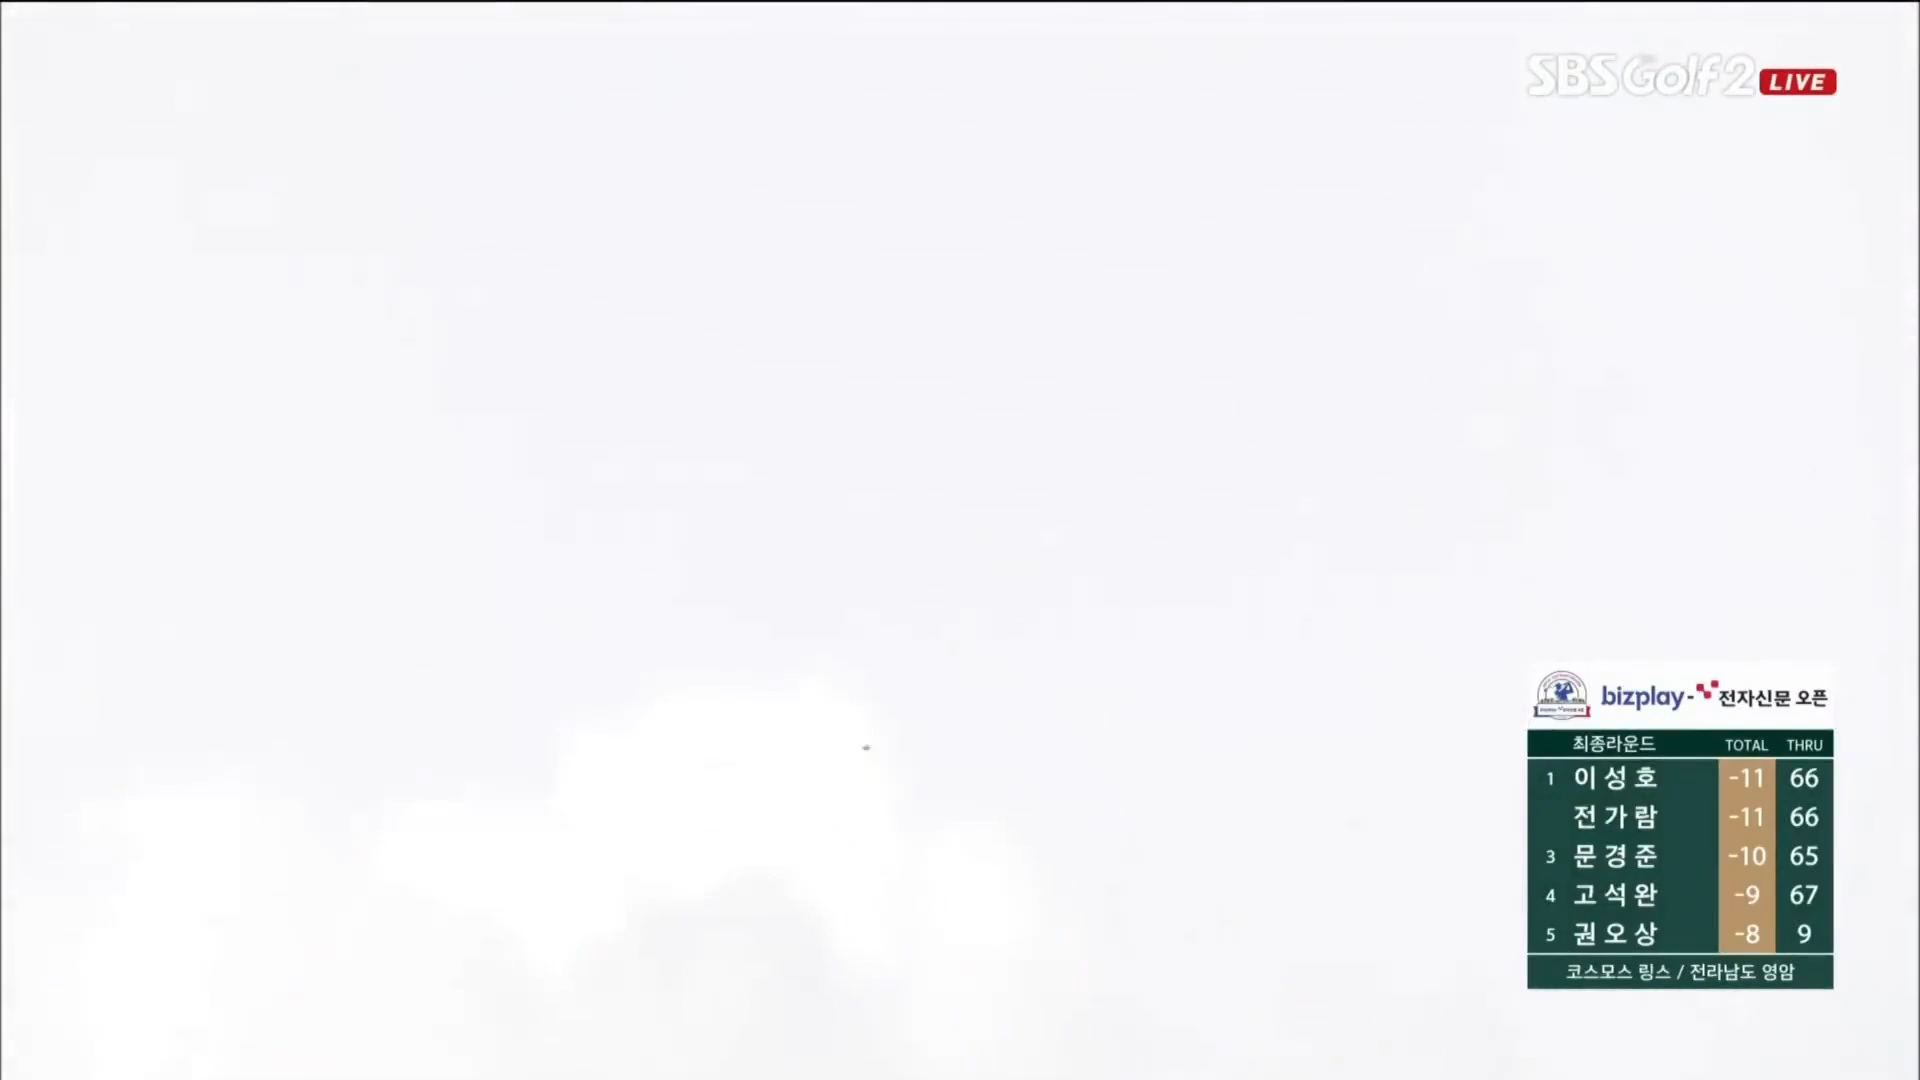 SBS Golf 2 LIVE
bizplay-전자신문 오픈
최종라운드 TOTAL THRU
1 이성호 -11 66
전가람 -11 66
3 문경준 -10 65
4 고석완 -9 67
5 권오상 -8 9
코스모스 링스 / 전라남도 영암